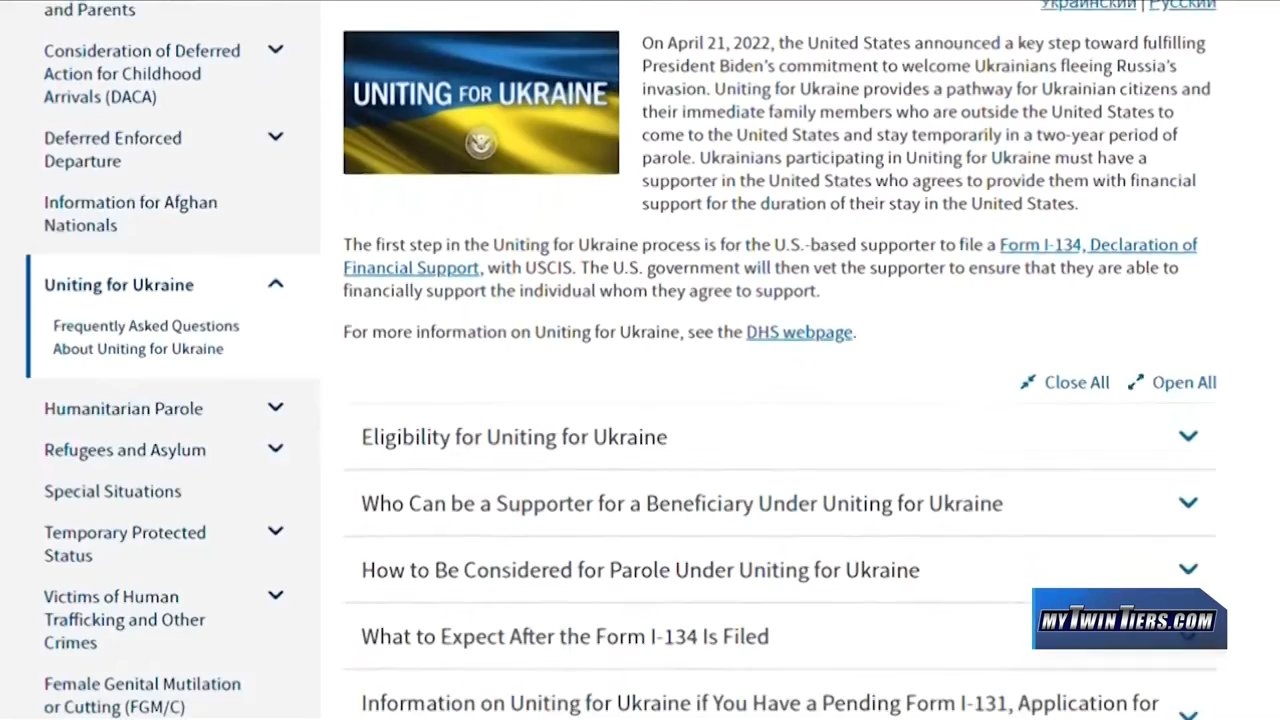 and Parents
Consideration of Deferred
Action for Childhood
Arrivals (DACA)
Deferred Enforced
Departure
Information for Afghan
Nationals
Uniting for Ukraine
Frequently Asked Questions
About Uniting for Ukraine
Humanitarian Parole
Refugees and Asylum
Special Situations
Temporary Protected
Status
Victims of Human
Trafficking and Other
Crimes
Female Genital Mutilation
or Cutting (FGM/C)
Украинский | Русский
UNITING FOR UKRAINE
On April 21, 2022, the United States announced a key step toward fulfilling
President Biden's commitment to welcome Ukrainians fleeing Russia's
invasion. Uniting for Ukraine provides a pathway for Ukrainian citizens and
their immediate family members who are outside the United States to
come to the United States and stay temporarily in a two-year period of
parole. Ukrainians participating in Uniting for Ukraine must have a
supporter in the United States who agrees to provide them with financial
support for the duration of their stay in the United States.
The first step in the Uniting for Ukraine process is for the U.S.-based supporter to file a Form I-134, Declaration of
Financial Support, with USCIS. The U.S. government will then vet the supporter to ensure that they are able to
financially support the individual whom they agree to support.
For more information on Uniting for Ukraine, see the DHS webpage.
Close All Open All
Eligibility for Uniting for Ukraine
Who Can be a Supporter for a Beneficiary Under Uniting for Ukraine
How to Be Considered for Parole Under Uniting for Ukraine
What to Expect After the Form I-134 Is Filed
Information on Uniting for Ukraine if You Have a Pending Form I-131, Application for
MYTWINTIERS.COM